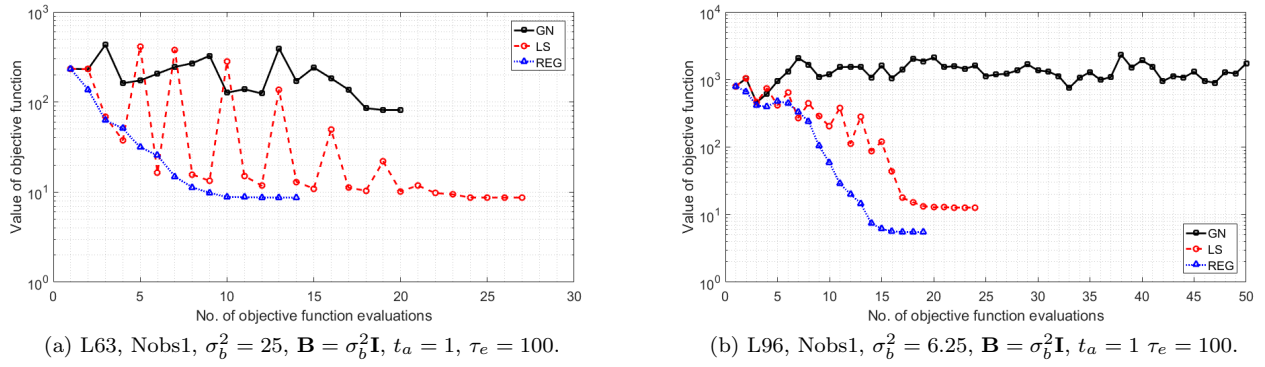 Value of objective function
10^3
10^2
10^1
10^0
0 5 10 15 20 25 30
No. of objective function evaluations
GN
LS
REG
(a) L63, Nobs1, σ_b^2 = 25, B = σ_b^2 I, t_a = 1, τ_e = 100.
Value of objective function
10^4
10^3
10^2
10^1
10^0
0 5 10 15 20 25 30 35 40 45 50
No. of objective function evaluations
GN
LS
REG
(b) L96, Nobs1, σ_b^2 = 6.25, B = σ_b^2 I, t_a = 1 τ_e = 100.